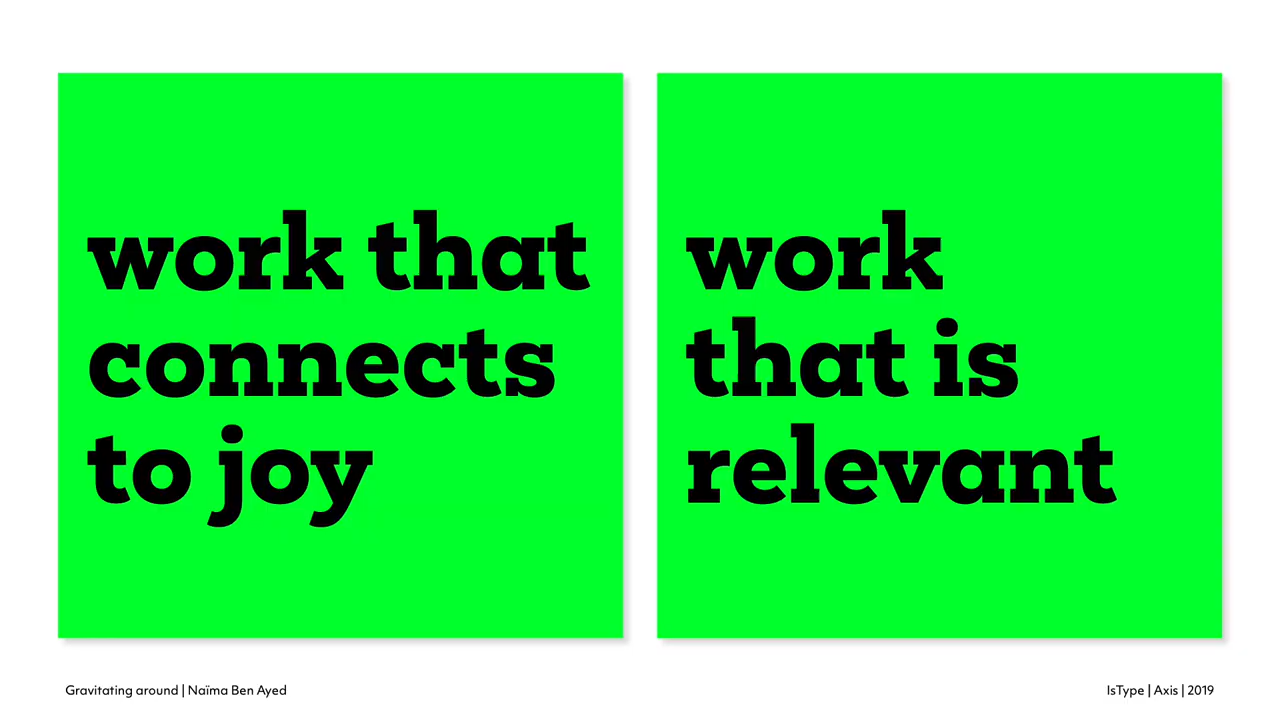 work that
connects
to joy
work
that is
relevant
Gravitating around | Naïma Ben Ayed
IsType | Axis | 2019